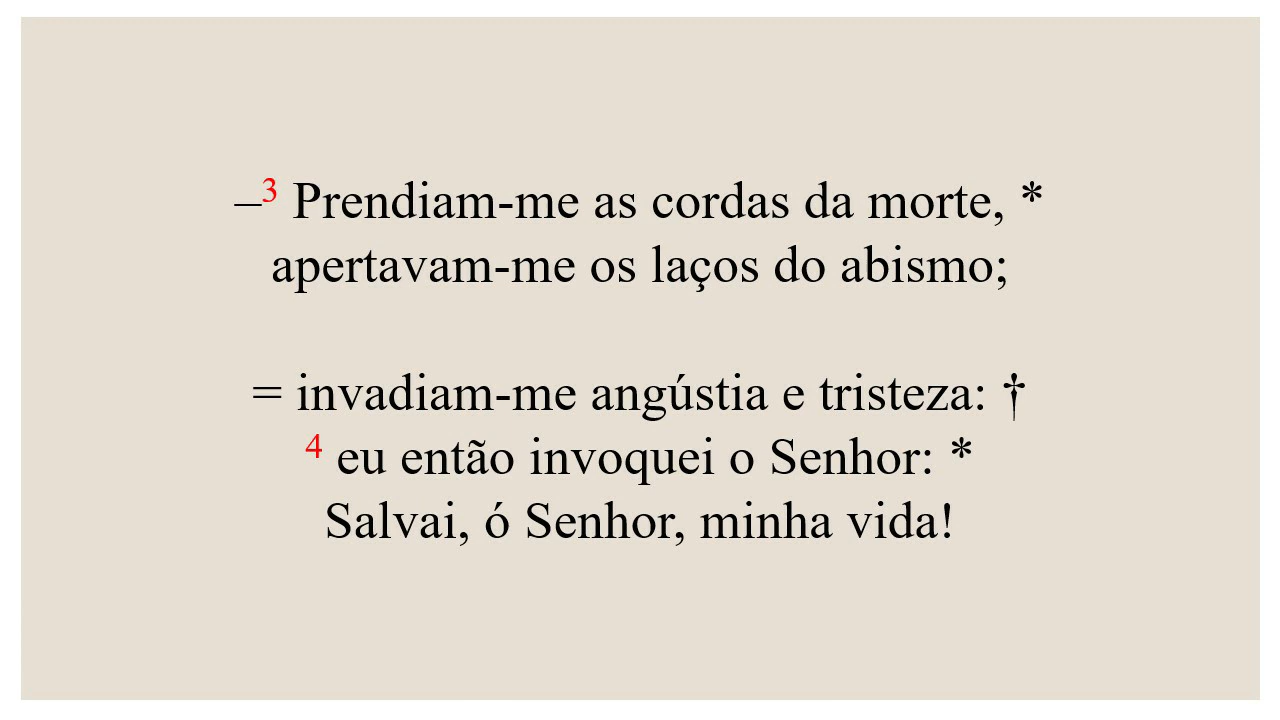 –3 Prendiam-me as cordas da morte, *
apertavam-me os laços do abismo;
= invadiam-me angústia e tristeza: †
4 eu então invoquei o Senhor: *
Salvai, ó Senhor, minha vida!